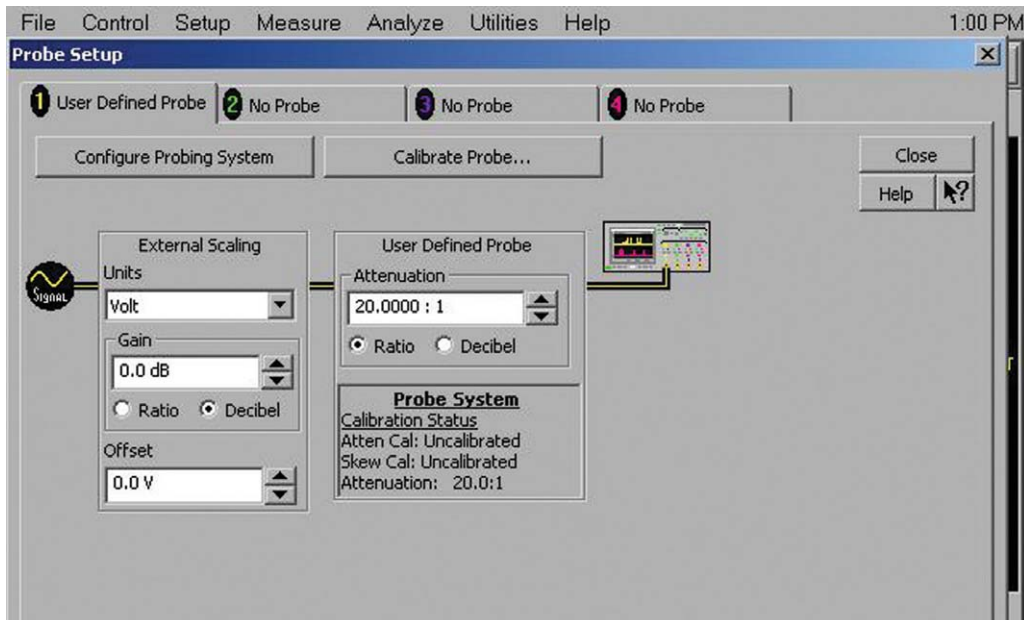 File Control Setup Measure Analyze Utilities Help 1:00 PM
Probe Setup
1 User Defined Probe 2 No Probe 3 No Probe 4 No Probe
Configure Probing System Calibrate Probe... Close
Help ?
External Scaling
Units
Volt
Gain
0.0 dB
Ratio Decibel
Offset
0.0 V
User Defined Probe
Attenuation
20.0000 : 1
Ratio Decibel
Probe System
Calibration Status
Atten Cal: Uncalibrated
Skew Cal: Uncalibrated
Attenuation: 20.0:1
SIGNAL